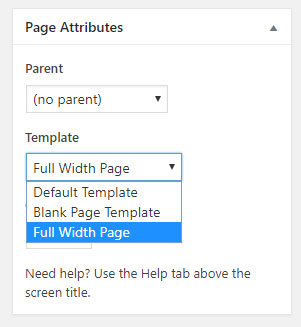 Page Attributes
Parent
(no parent)
Template
Full Width Page
Default Template
Blank Page Template
Full Width Page
Need help? Use the Help tab above the
screen title.